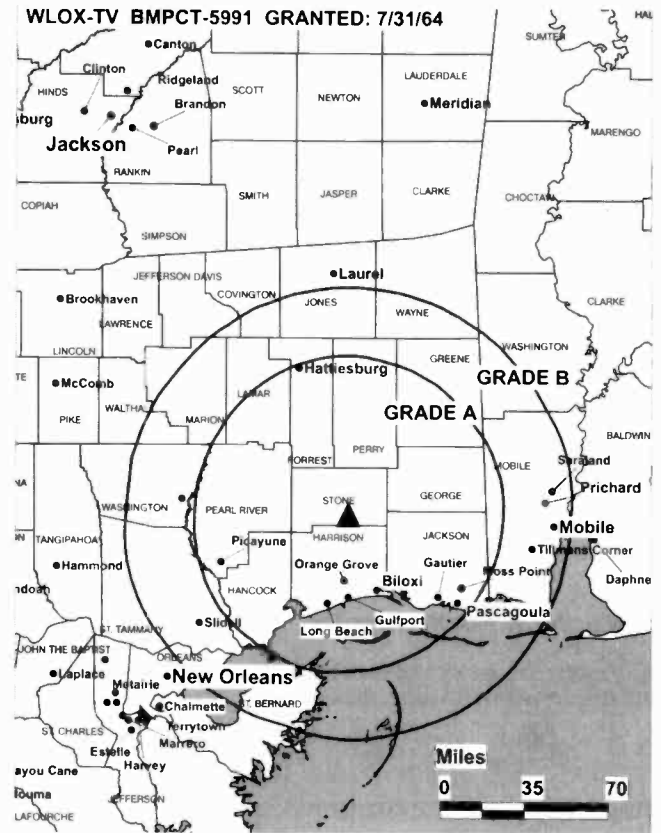 WLOX-TV BMPCT-5991 GRANTED: 7/31/64
SUMTER
Canton
Clinton
Ridgeland
HINDS
SCOTT
NEWTON
LAUDERDALE
Brandon
Meridian
sburg
Jackson
Pearl
MARENGO
RANKIN
SMITH
JASPER
CLARKE
CHOCTAW
COPIAH
SIMPSON
JEFFERSON DAVIS
Laurel
COVINGTON
JONES
Brookhaven
WAYNE
CLARKE
LAWRENCE
WASHINGTON
LINCOLN
GREENE
Hattiesburg
GRADE B
McComb
LAMAR
WALTHA
GRADE A
PIKE
MARION
PERRY
BALDWIN
FORREST
MOBILE
Saraland
Prichard
WASHINGTON
PEARL RIVER
STONE
GEORGE
Mobile
TANGIPAHOA
HARRISON
JACKSON
Picayune
Tillmans Corner
Hammond
Orange Grove
Gautier
Moss Point
Daphne
HANCOCK
Biloxi
ndoah
Pascagoula
Slidell
Gulfport
Long Beach
ST. TAMMANY
JOHN THE BAPTIST
ORLEANS
Laplace
New Orleans
Metairie
ST. BERNARD
Chalmette
Terrytown
ST. CHARLES
Marrero
Estelle
Harvey
Miles
ayou Cane
0 35 70
Houma
JEFFERSON
LAFOURCHE